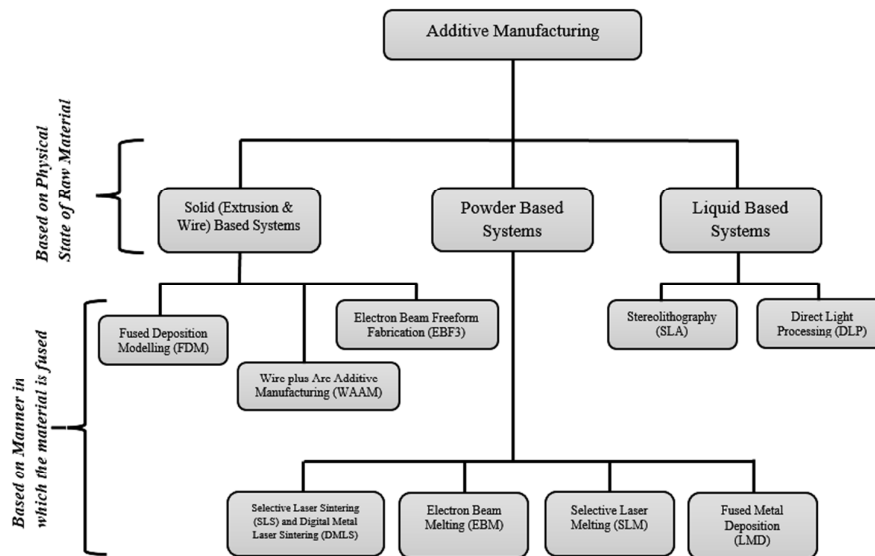 Additive Manufacturing
Based on Physical
State of Raw Material
Solid (Extrusion &
Wire) Based Systems
Powder Based
Systems
Liquid Based
Systems
Based on Manner in
which the material is fused
Fused Deposition
Modelling (FDM)
Wire plus Arc Additive
Manufacturing (WAAM)
Electron Beam Freeform
Fabrication (EBF3)
Stereolithography
(SLA)
Direct Light
Processing (DLP)
Selective Laser Sintering
(SLS) and Digital Metal
Laser Sintering (DMLS)
Electron Beam
Melting (EBM)
Selective Laser
Melting (SLM)
Fused Metal
Deposition
(LMD)